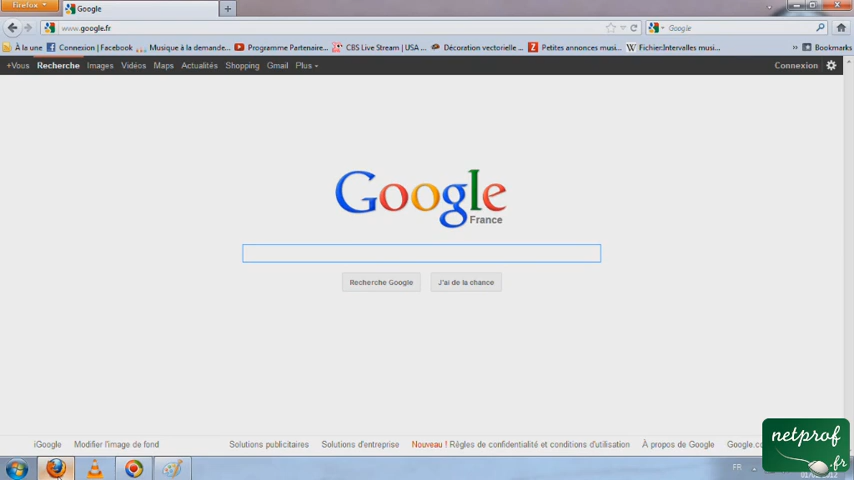 Firefox
Google
www.google.fr
Google
À la une
Connexion | Facebook
Musique à la demande...
Programme Partenaire...
CBS Live Stream | USA ...
Décoration vectorielle ...
Petites annonces musi...
Fichier:Intervalles musi...
Bookmarks
+Vous Recherche Images Vidéos Maps Actualités Shopping Gmail Plus
Connexion
Google
France
Recherche Google
J'ai de la chance
iGoogle
Modifier l'image de fond
Solutions publicitaires
Solutions d'entreprise
Nouveau ! Règles de confidentialité et conditions d'utilisation
À propos de Google
netprof
.fr
FR